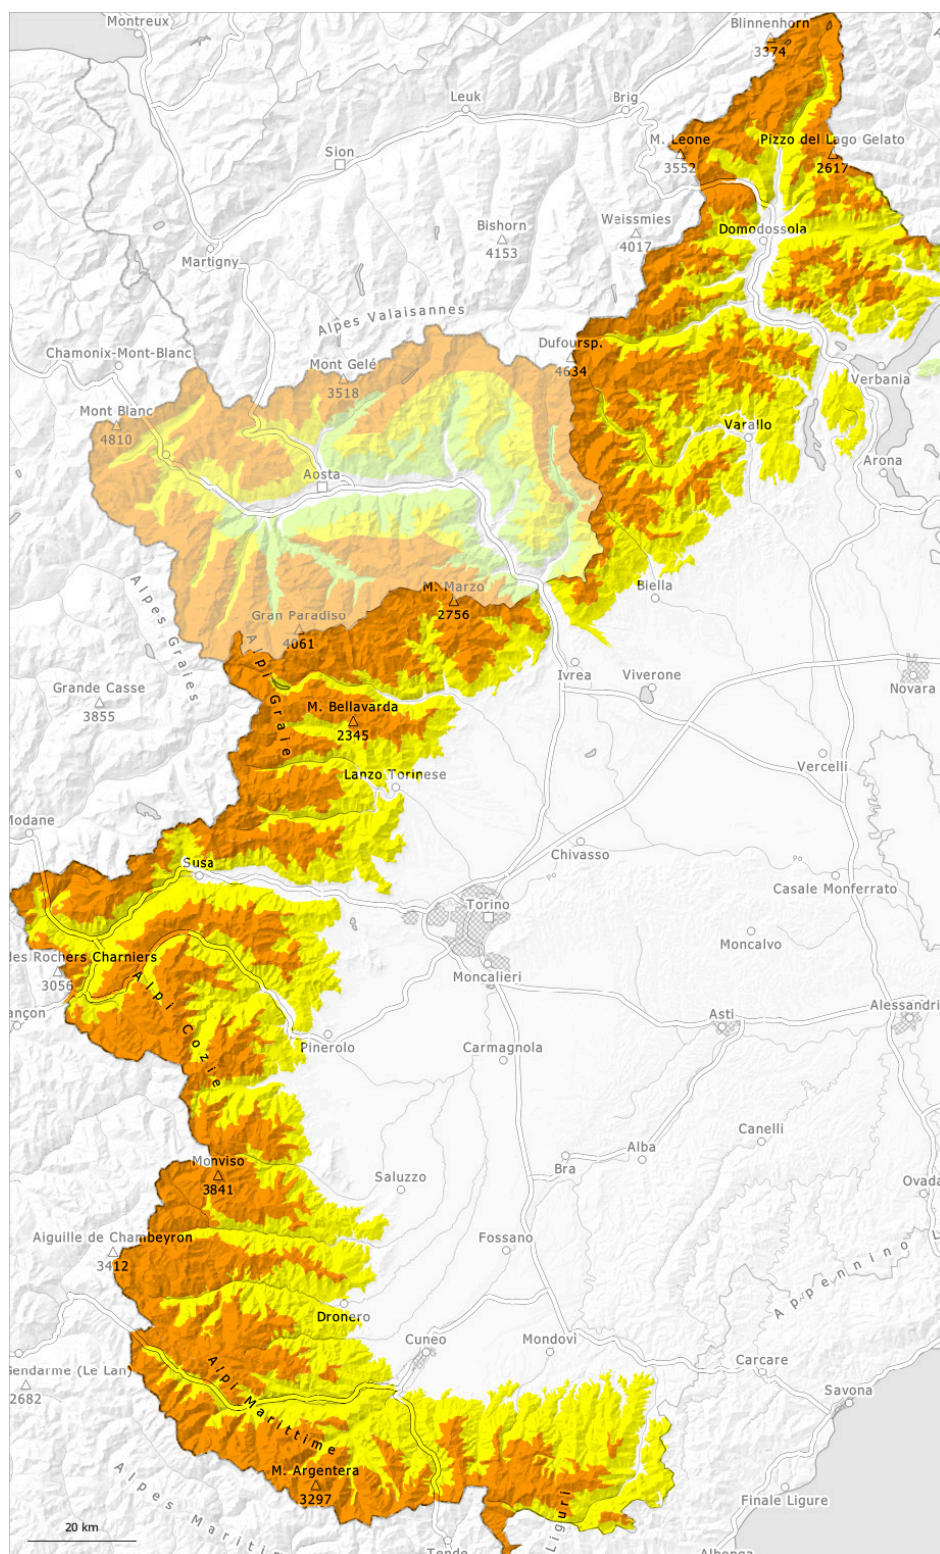 Montreux
Blinnenhorn
3374
Leuk
Brig
M. Leone
3552
Pizzo del Lago Gelato
2617
Sion
Bishorn
4153
Weissmies
4017
Domodossola
Martigny
Alpes Valaisannes
Chamonix-Mont-Blanc
Mont Gelé
3518
Dufoursp.
4634
Verbania
Mont Blanc
4810
Varallo
Arona
Aosta
Biella
Alpes Graies
M. Marzo
2756
Gran Paradiso
4061
Alpi Graie
Ivrea
Viverone
Novara
Grande Casse
3855
M. Bellavarda
2345
Vercelli
Lanzo Torinese
Modane
Chivasso
Susa
Po
Po
Casale Monferrato
Torino
Moncalvo
des Rochers Charniers
3056
Moncalieri
Alpi Cozie
Alessandri
ançon
Asti
Pinerolo
Carmagnola
Canelli
Alba
Bra
Monviso
3841
Saluzzo
Ovada
Aiguille de Chambeyron
3412
Fossano
Appennino L
Dronero
Cuneo
Mondovì
Gendarme (Le Lan
2682
Alpi Marittime
Carcare
Savona
M. Argentera
3297
Alpes Mariti
Liguri
Finale Ligure
20 km
Tende
Albenga